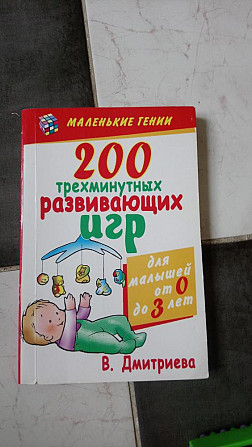 МАЛЕНЬКИЕ ГЕНИИ
200
трехминутных
развивающих
игр
для
малышей
от 0
до 3 лет
В. Дмитриева